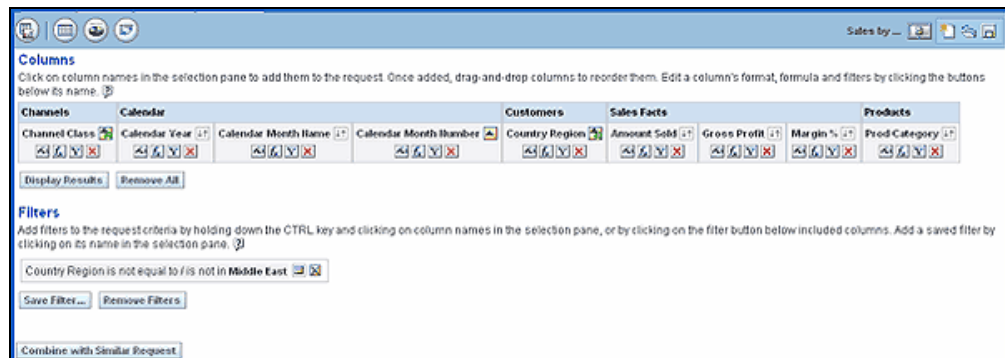 Sales by ...
Columns
Click on column names in the selection pane to add them to the request. Once added, drag-and-drop columns to reorder them. Edit a column's format, formula and filters by clicking the buttons
below its name.
Channels Calendar Customers Sales Facts Products
Channel Class Calendar Year Calendar Month Name Calendar Month Number Country Region Amount Sold Gross Profit Margin % Prod Category
Display Results Remove All
Filters
Add filters to the request criteria by holding down the CTRL key and clicking on column names in the selection pane, or by clicking on the filter button below included columns. Add a saved filter by
clicking on its name in the selection pane.
Country Region is not equal to / is not in Middle East
Save Filter... Remove Filters
Combine with Similar Request